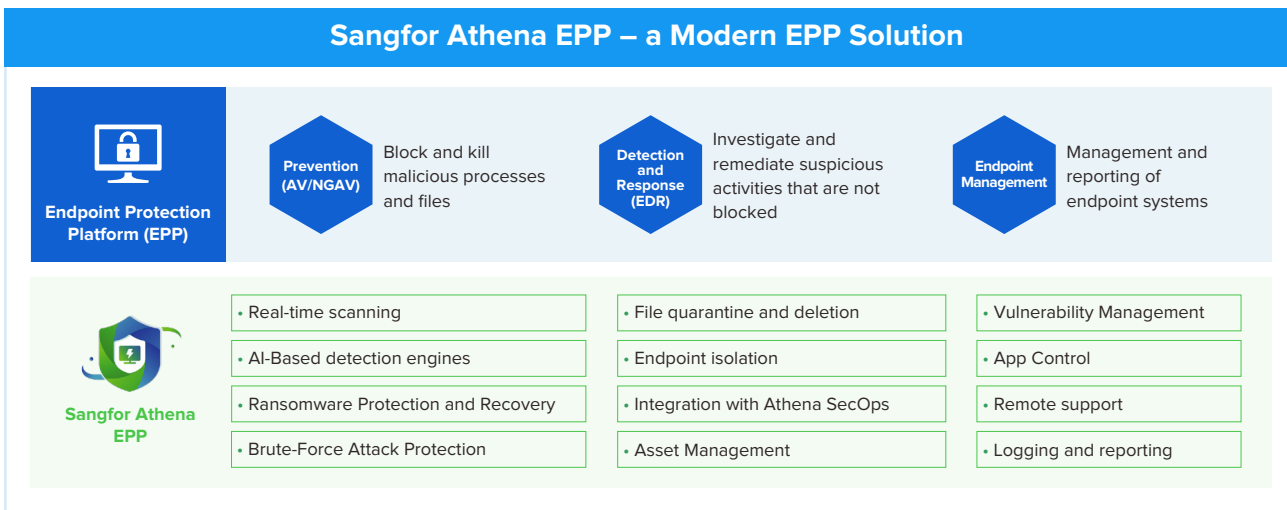 Sangfor Athena EPP – a Modern EPP Solution
Endpoint Protection
Platform (EPP)
Prevention
(AV/NGAV)
Block and kill
malicious processes
and files
Detection
and
Response
(EDR)
Investigate and
remediate suspicious
activities that are not
blocked
Endpoint
Management
Management and
reporting of
endpoint systems
Sangfor Athena
EPP
• Real-time scanning
• AI-Based detection engines
• Ransomware Protection and Recovery
• Brute-Force Attack Protection
• File quarantine and deletion
• Endpoint isolation
• Integration with Athena SecOps
• Asset Management
• Vulnerability Management
• App Control
• Remote support
• Logging and reporting